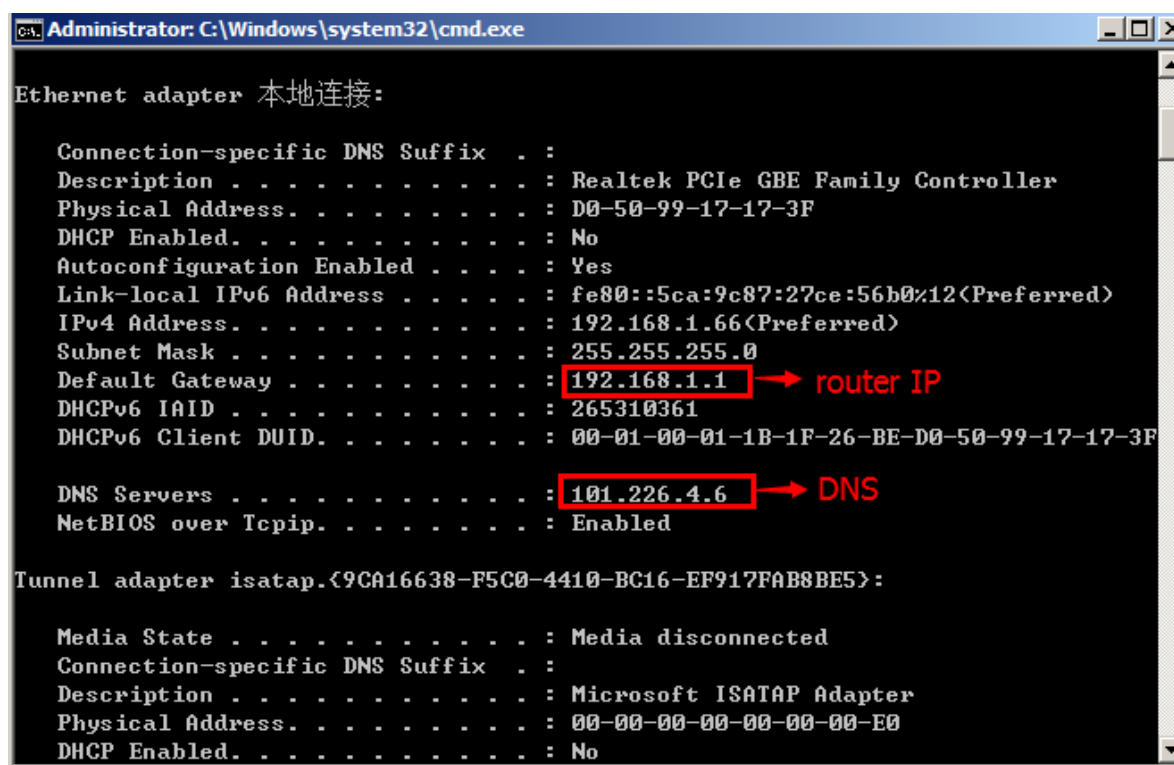 Administrator: C:\Windows\system32\cmd.exe
Ethernet adapter 本地连接:
Connection-specific DNS Suffix . :
Description . . . . . . . . . . . : Realtek PCIe GBE Family Controller
Physical Address. . . . . . . . . : D0-50-99-17-17-3F
DHCP Enabled. . . . . . . . . . . : No
Autoconfiguration Enabled . . . . : Yes
Link-local IPv6 Address . . . . . : fe80::5ca:9c87:27ce:56b0%12(Preferred)
IPv4 Address. . . . . . . . . . . : 192.168.1.66(Preferred)
Subnet Mask . . . . . . . . . . . : 255.255.255.0
Default Gateway . . . . . . . . . : 192.168.1.1 router IP
DHCPv6 IAID . . . . . . . . . . . : 265310361
DHCPv6 Client DUID. . . . . . . . : 00-01-00-01-1B-1F-26-BE-D0-50-99-17-17-3F
DNS Servers . . . . . . . . . . . : 101.226.4.6 DNS
NetBIOS over Tcpip. . . . . . . . : Enabled
Tunnel adapter isatap.{9CA16638-F5C0-4410-BC16-EF917FAB8BE5}:
Media State . . . . . . . . . . . : Media disconnected
Connection-specific DNS Suffix . :
Description . . . . . . . . . . . : Microsoft ISATAP Adapter
Physical Address. . . . . . . . . : 00-00-00-00-00-00-00-E0
DHCP Enabled. . . . . . . . . . . : No